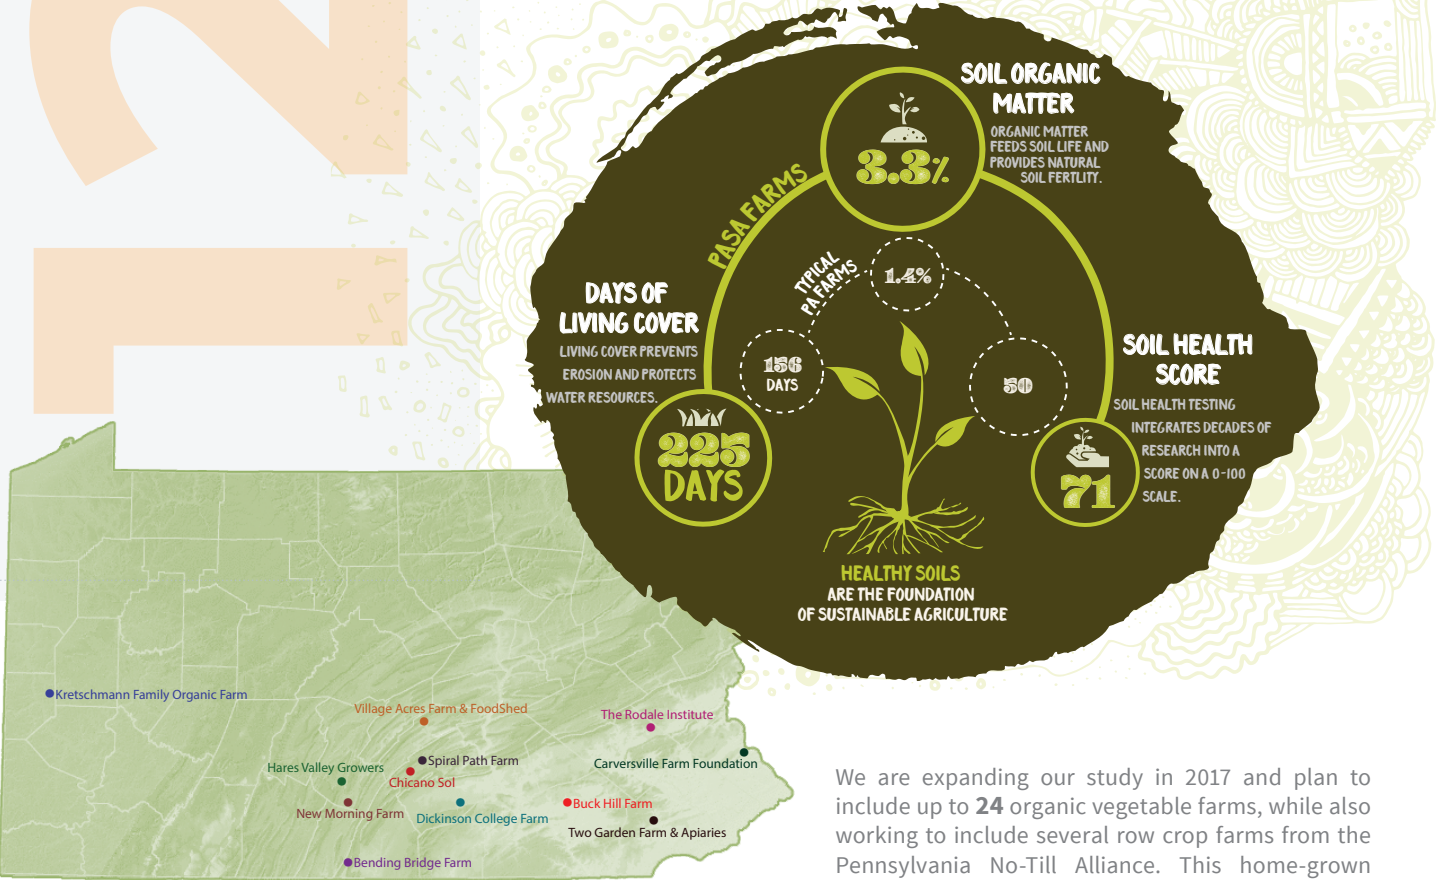 12
SOIL ORGANIC
MATTER
ORGANIC MATTER
FEEDS SOIL LIFE AND
PROVIDES NATURAL
SOIL FERTLITY.
3.3%
PASA FARMS
TYPICAL
PA FARMS
1.4%
DAYS OF
LIVING COVER
LIVING COVER PREVENTS
EROSION AND PROTECTS
WATER RESOURCES.
156
DAYS
225
DAYS
50
SOIL HEALTH
SCORE
SOIL HEALTH TESTING
INTEGRATES DECADES OF
RESEARCH INTO A
SCORE ON A 0-100
SCALE.
71
HEALTHY SOILS
ARE THE FOUNDATION
OF SUSTAINABLE AGRICULTURE
Kretschmann Family Organic Farm
Village Acres Farm & FoodShed
The Rodale Institute
Spiral Path Farm
Carversville Farm Foundation
Hares Valley Growers
Chicano Sol
New Morning Farm
Dickinson College Farm
Buck Hill Farm
Two Garden Farm & Apiaries
Bending Bridge Farm
We are expanding our study in 2017 and plan to
include up to 24 organic vegetable farms, while also
working to include several row crop farms from the
Pennsylvania No-Till Alliance. This home-grown